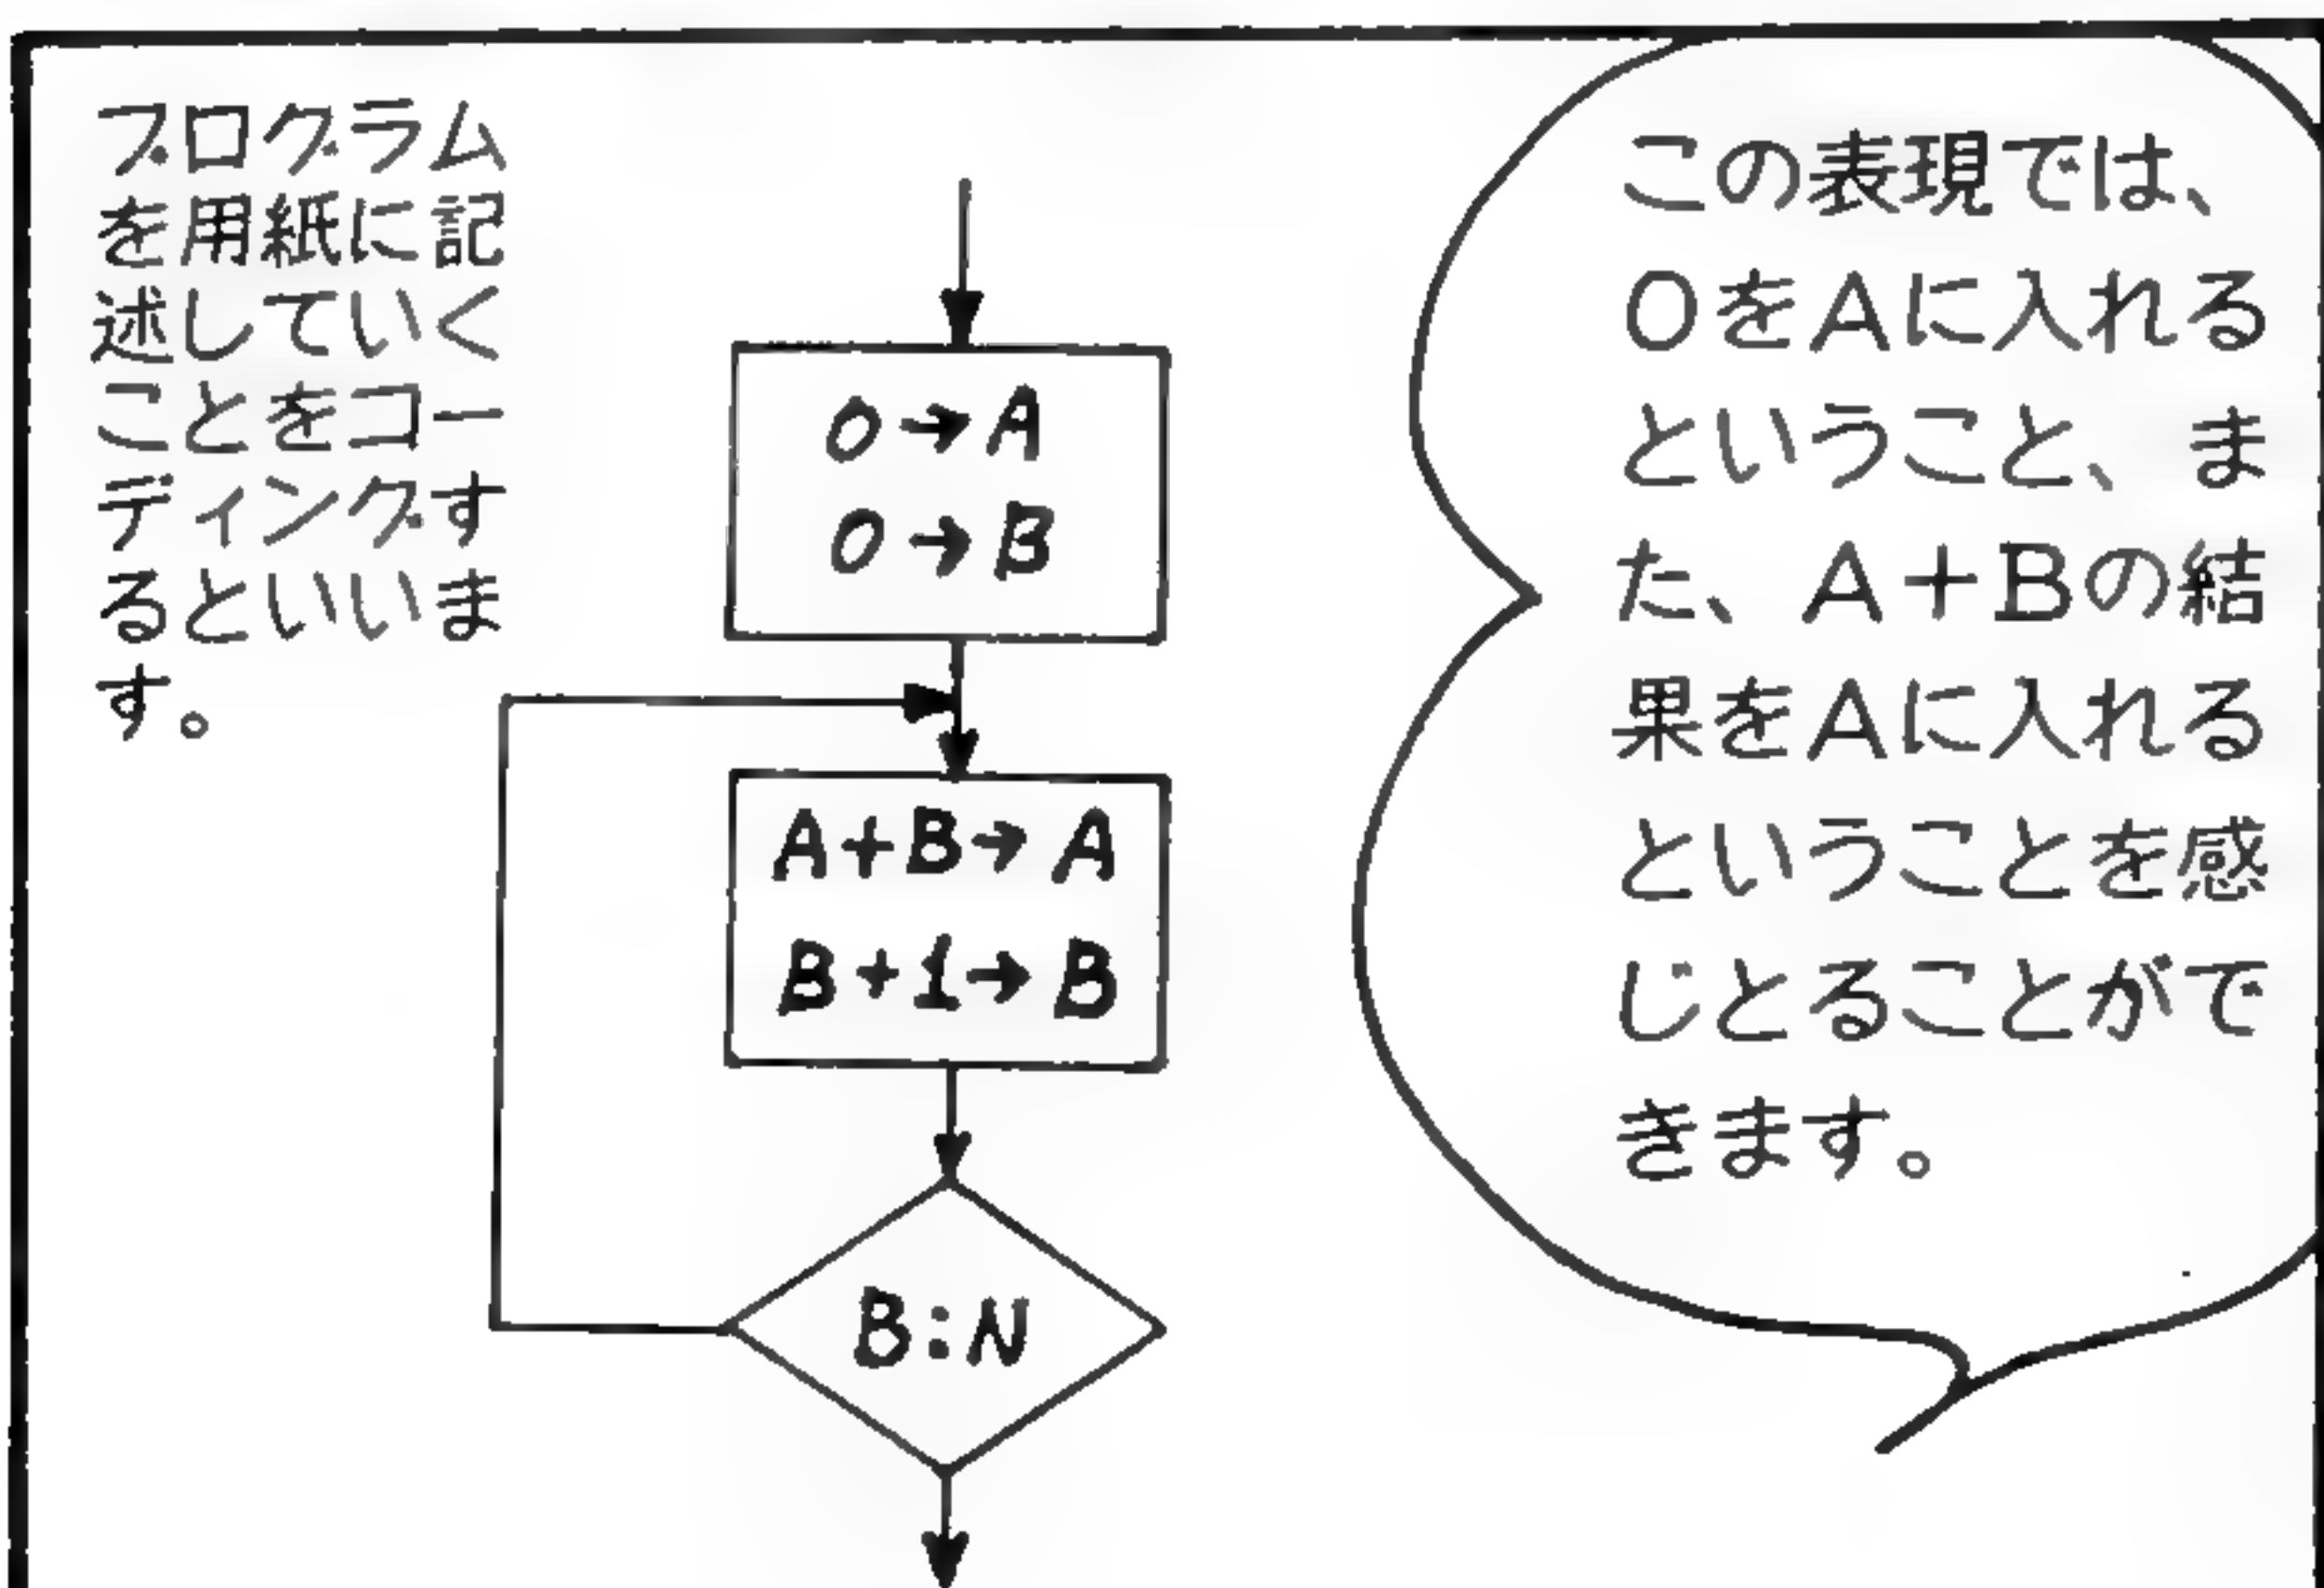 プログラム
を用紙に記
述していく
ことをコー
ディングす
るといいま
す。
0→A
0→B
A+B→A
B+1→B
B:N
この表現では、
0をAに入れる
ということ、ま
た、A+Bの結
果をAに入れる
ということを感
じとることがで
きます。